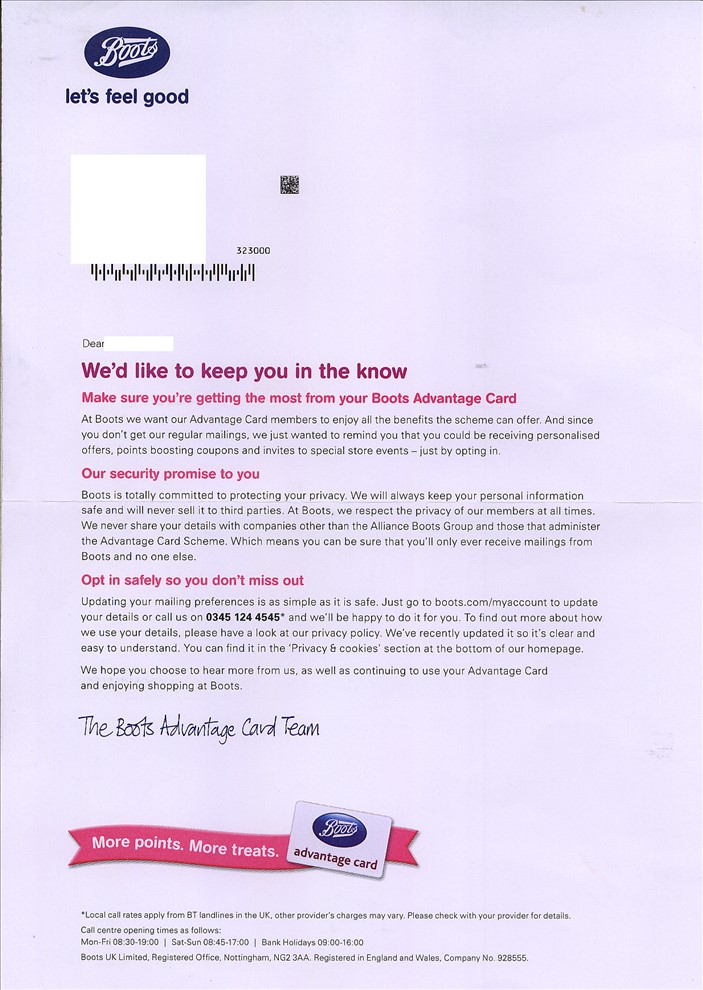 Boots
let's feel good
323000
Dear
We'd like to keep you in the know
Make sure you're getting the most from your Boots Advantage Card
At Boots we want our Advantage Card members to enjoy all the benefits the scheme can offer. And since
you don't get our regular mailings, we just wanted to remind you that you could be receiving personalised
offers, points boosting coupons and invites to special store events – just by opting in.
Our security promise to you
Boots is totally committed to protecting your privacy. We will always keep your personal information
safe and will never sell it to third parties. At Boots, we respect the privacy of our members at all times.
We never share your details with companies other than the Alliance Boots Group and those that administer
the Advantage Card Scheme. Which means you can be sure that you'll only ever receive mailings from
Boots and no one else.
Opt in safely so you don't miss out
Updating your mailing preferences is as simple as it is safe. Just go to boots.com/myaccount to update
your details or call us on 0345 124 4545* and we'll be happy to do it for you. To find out more about how
we use your details, please have a look at our privacy policy. We've recently updated it so it's clear and
easy to understand. You can find it in the 'Privacy & cookies' section at the bottom of our homepage.
We hope you choose to hear more from us, as well as continuing to use your Advantage Card
and enjoying shopping at Boots.
The Boots Advantage Card Team
More points. More treats.
Boots
advantage card
*Local call rates apply from BT landlines in the UK, other provider's charges may vary. Please check with your provider for details.
Call centre opening times as follows:
Mon-Fri 08:30-19:00 | Sat-Sun 08:45-17:00 | Bank Holidays 09:00-16:00
Boots UK Limited, Registered Office, Nottingham, NG2 3AA. Registered in England and Wales, Company No. 928555.